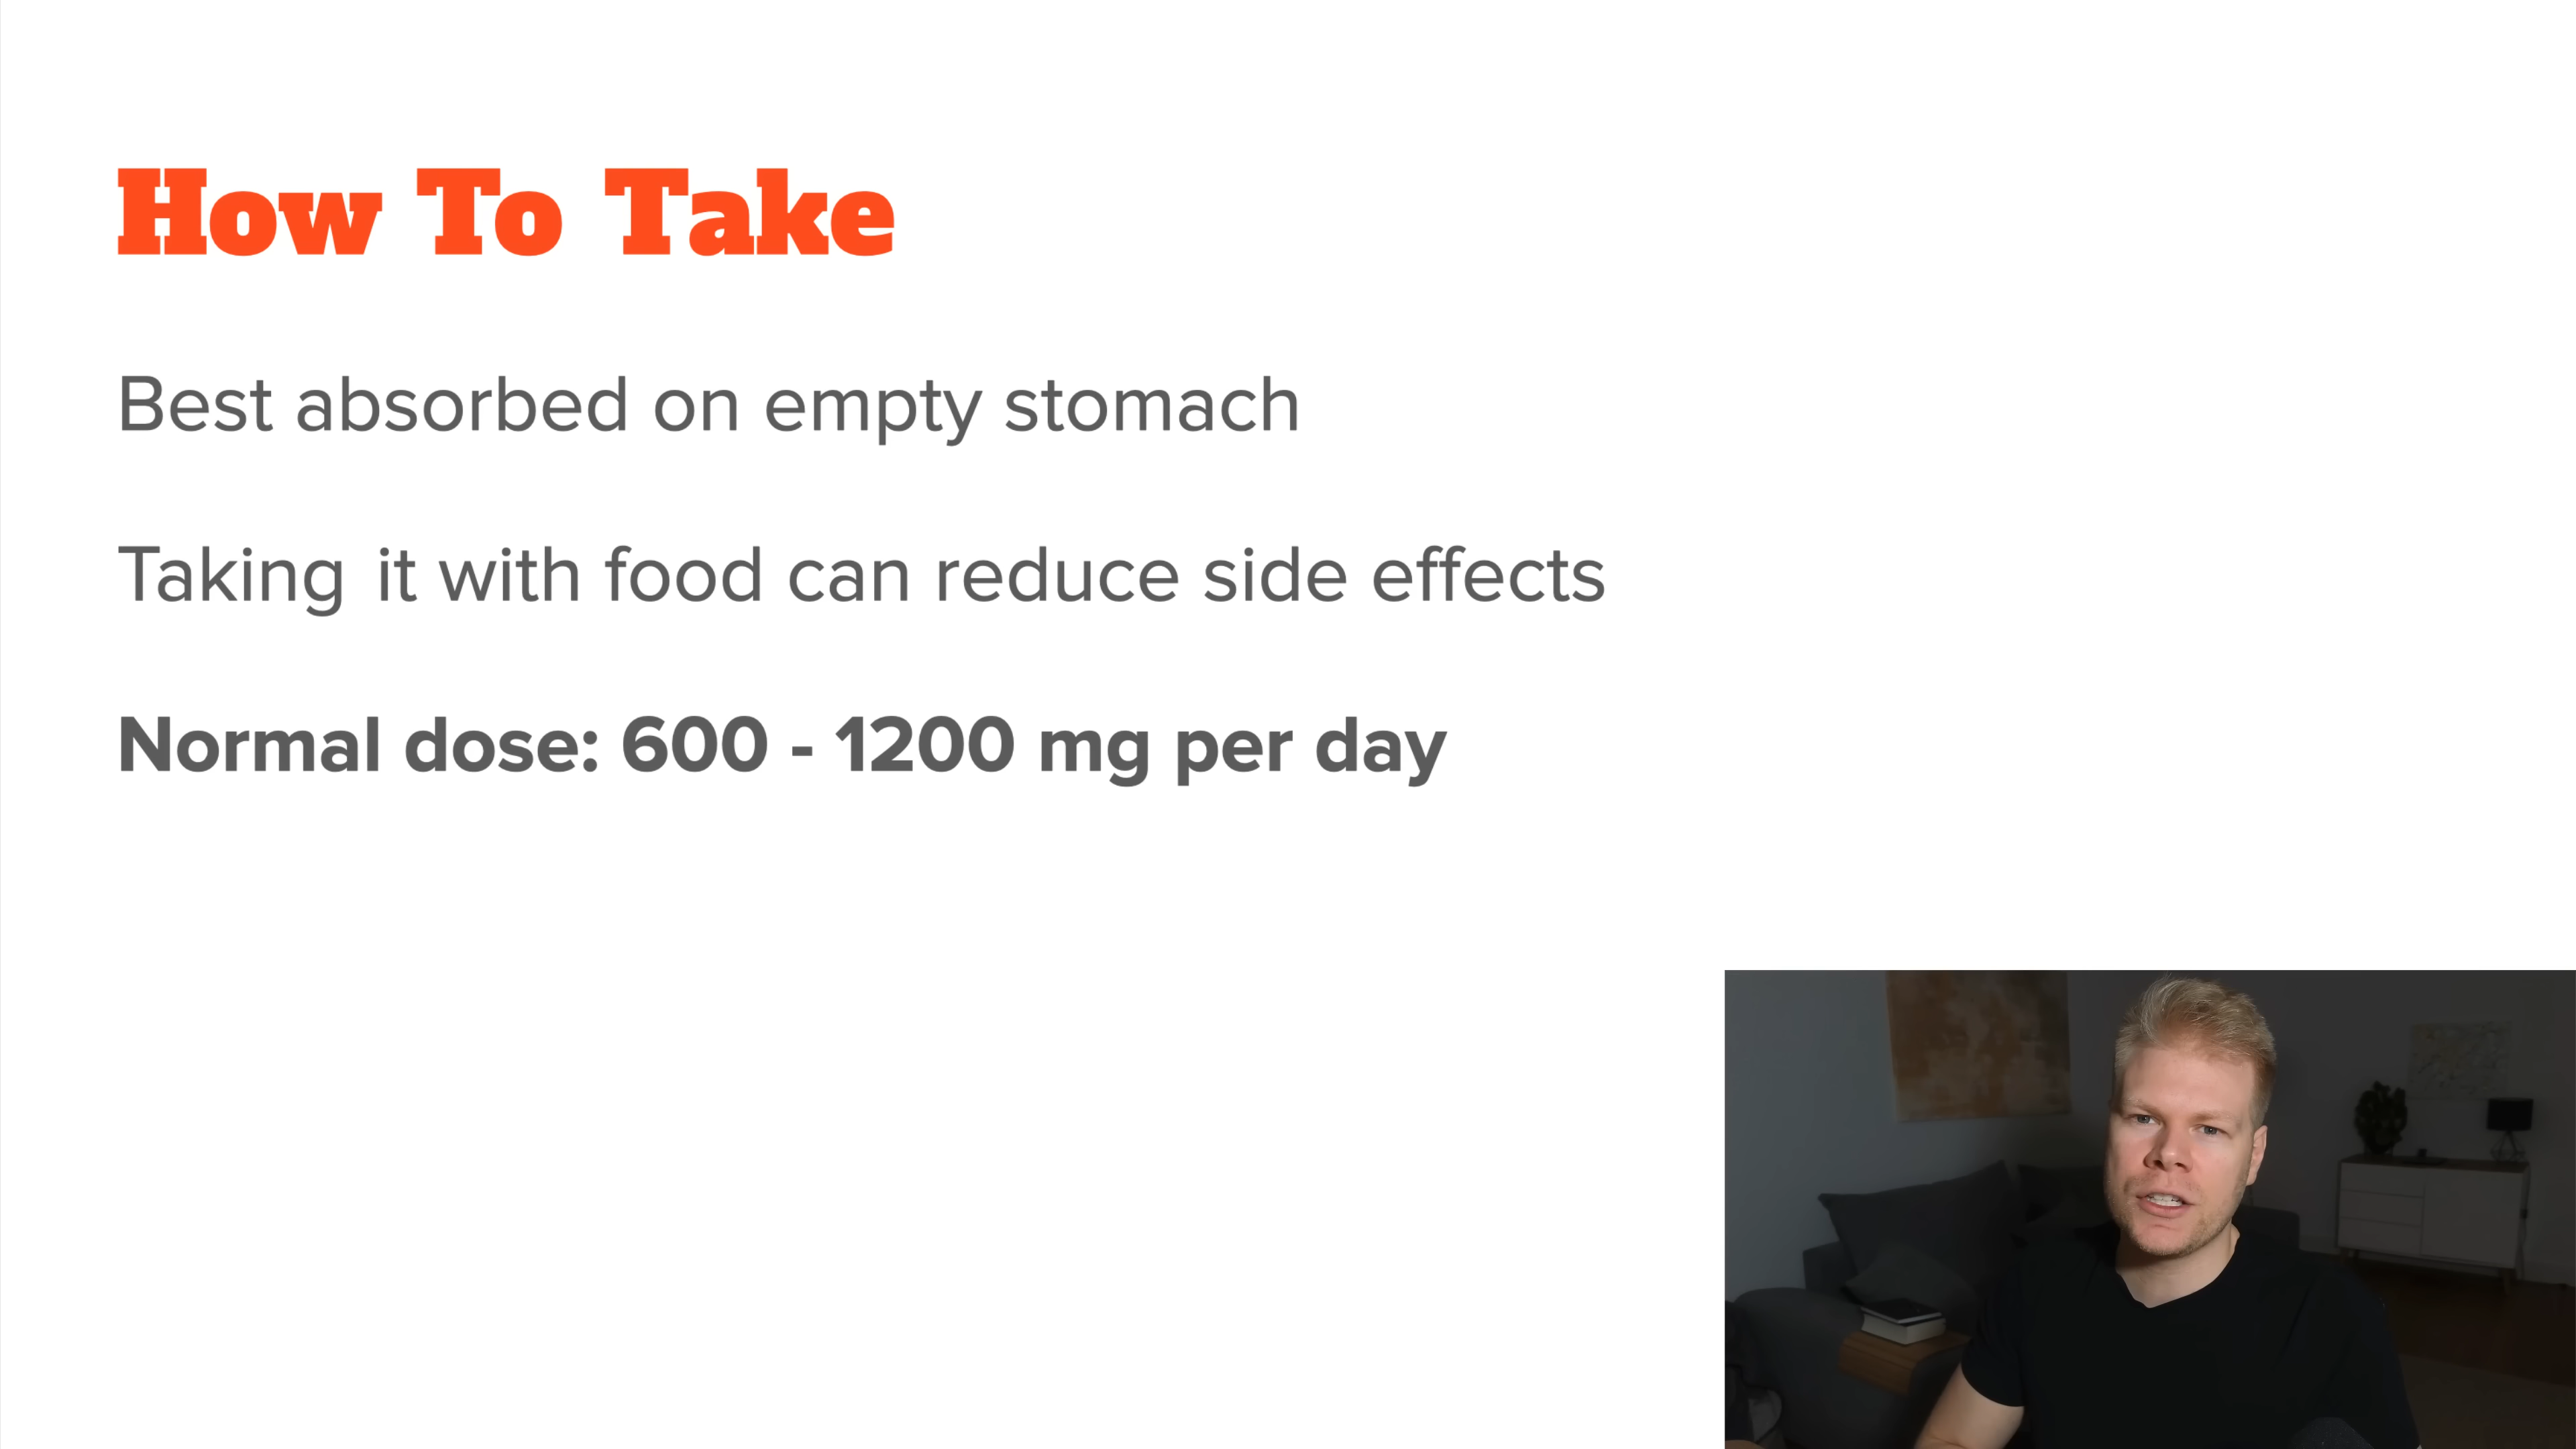 How To Take
Best absorbed on empty stomach
Taking it with food can reduce side effects
Normal dose: 600 - 1200 mg per day